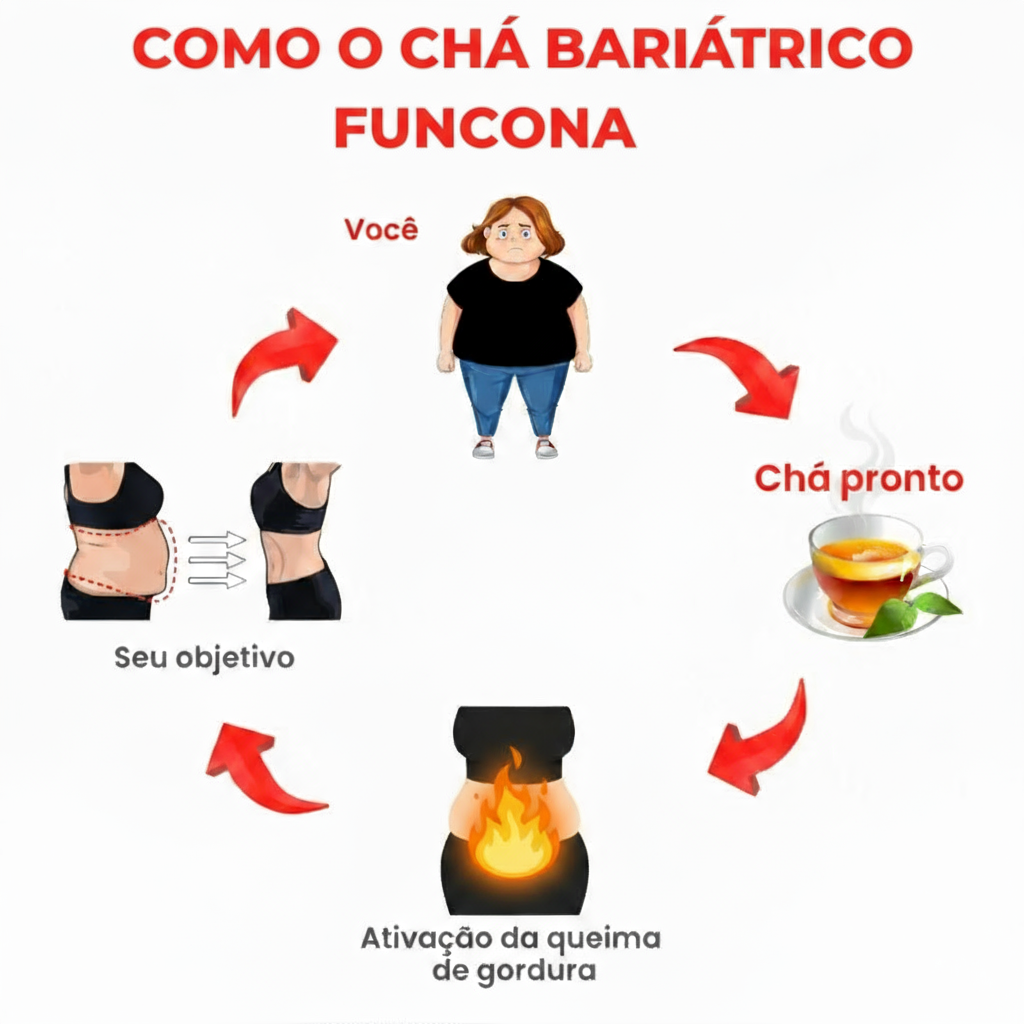 COMO O CHÁ BARIÁTRICO
FUNCONA
Você
Chá pronto
Seu objetivo
Ativação da queima
de gordura